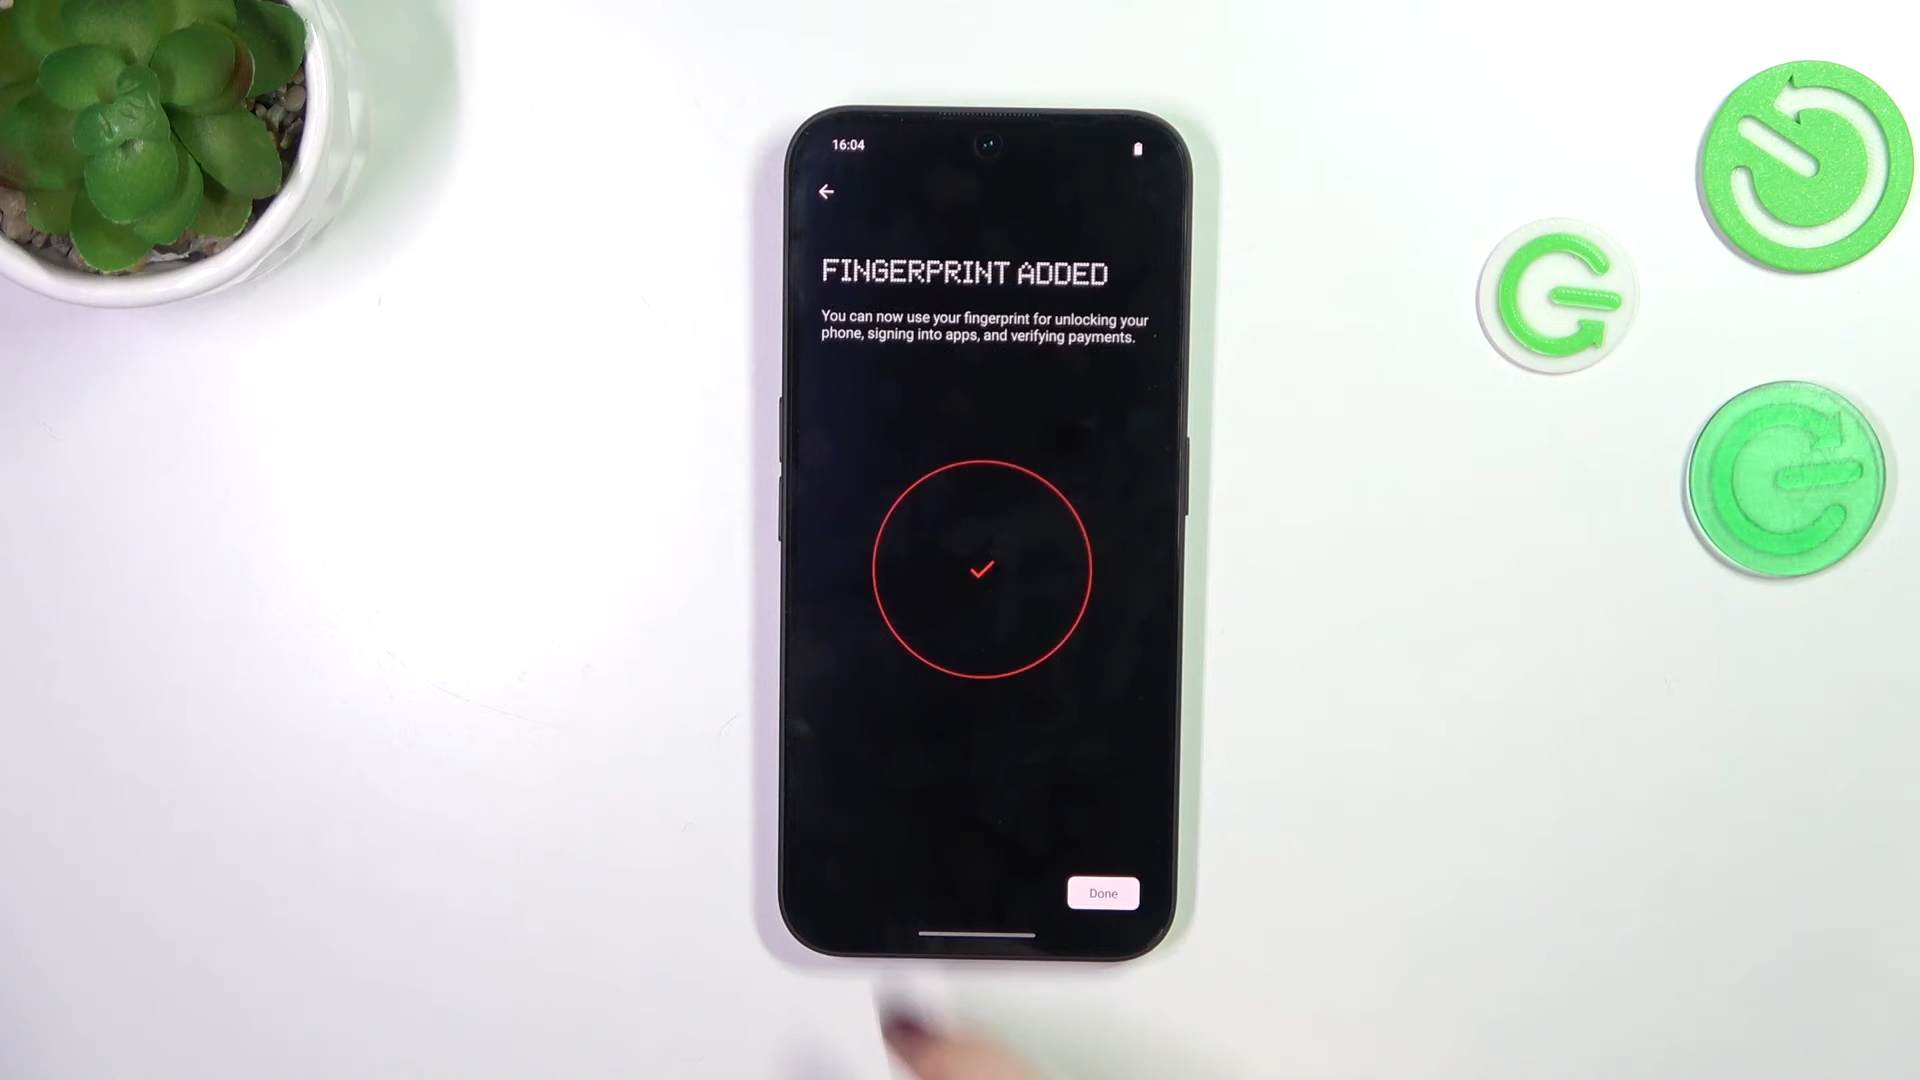 16:04
FINGERPRINT ADDED
You can now use your fingerprint for unlocking your
phone, signing into apps, and verifying payments.
Done